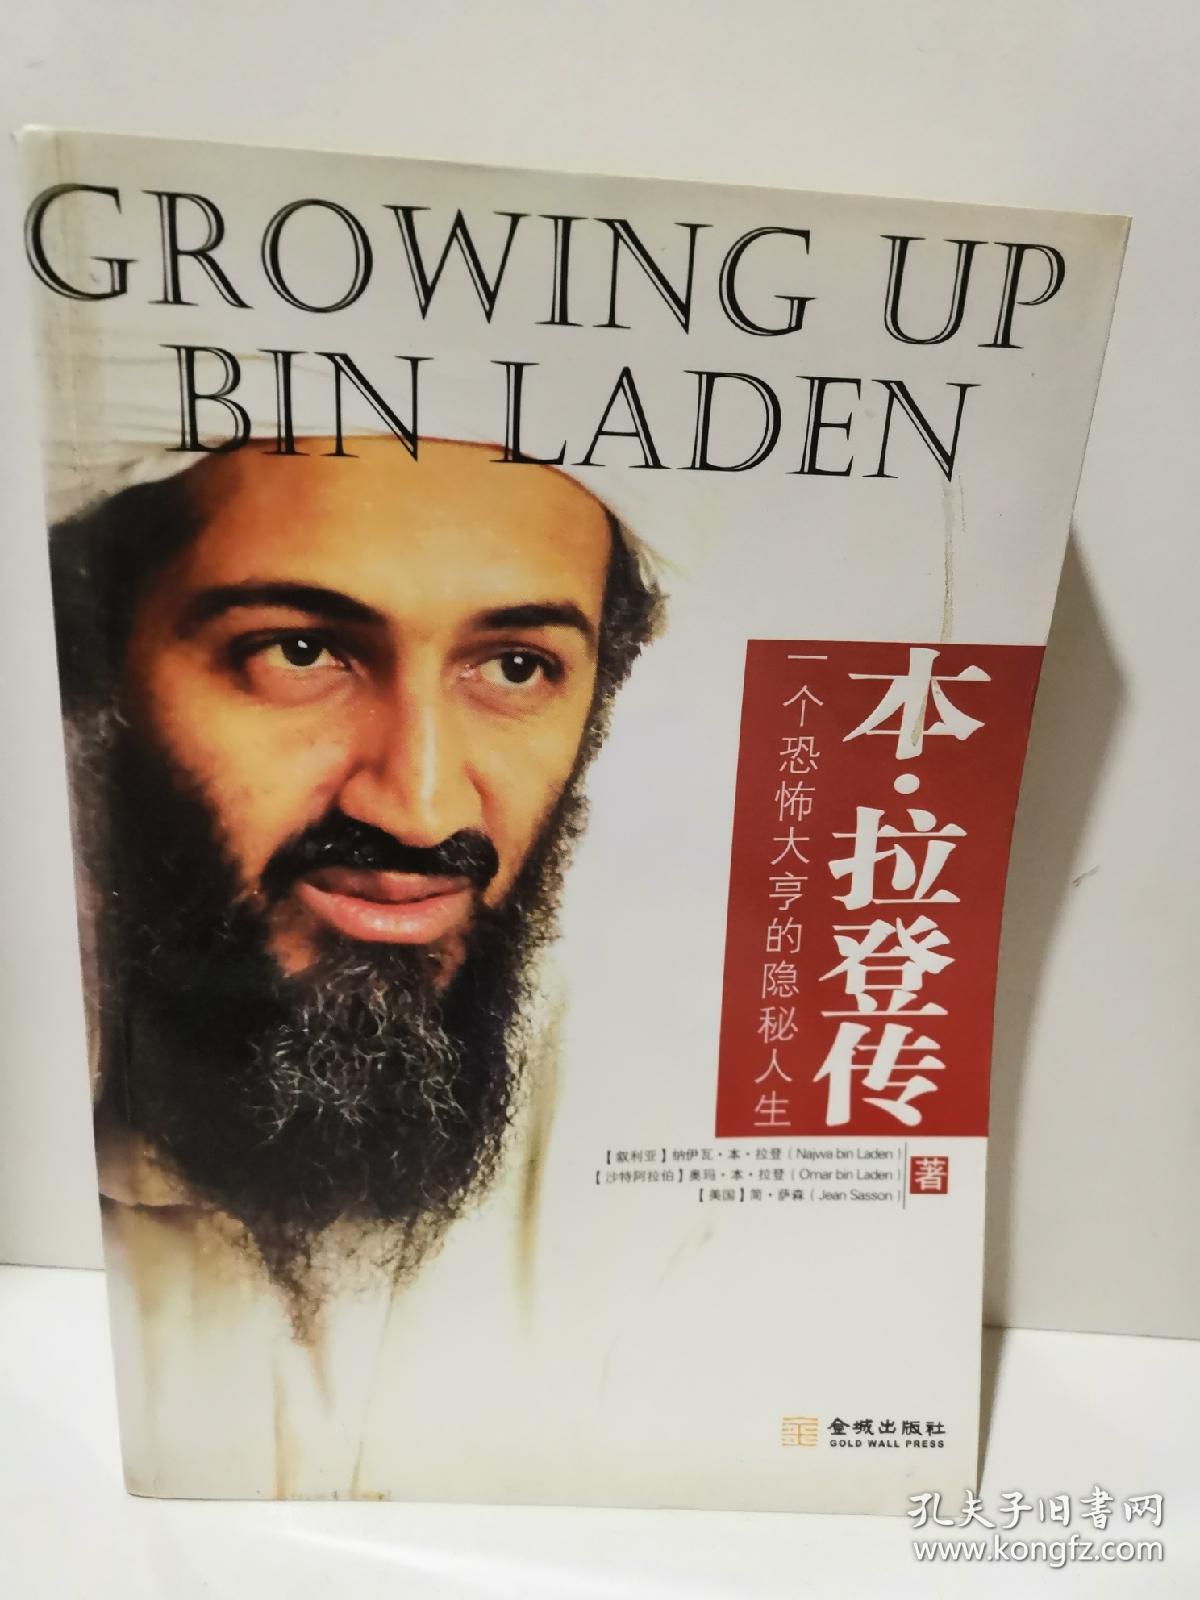 GROWING UP
BIN LADEN
本·拉登传
一个恐怖大亨的隐秘人生
【叙利亚】纳伊瓦·本·拉登（Najwa bin Laden）
【沙特阿拉伯】奥玛·本·拉登（Omar bin Laden）
【美国】简·萨森（Jean Sasson）
著
金城出版社
GOLD WALL PRESS
孔夫子旧书网
www.kongfz.com